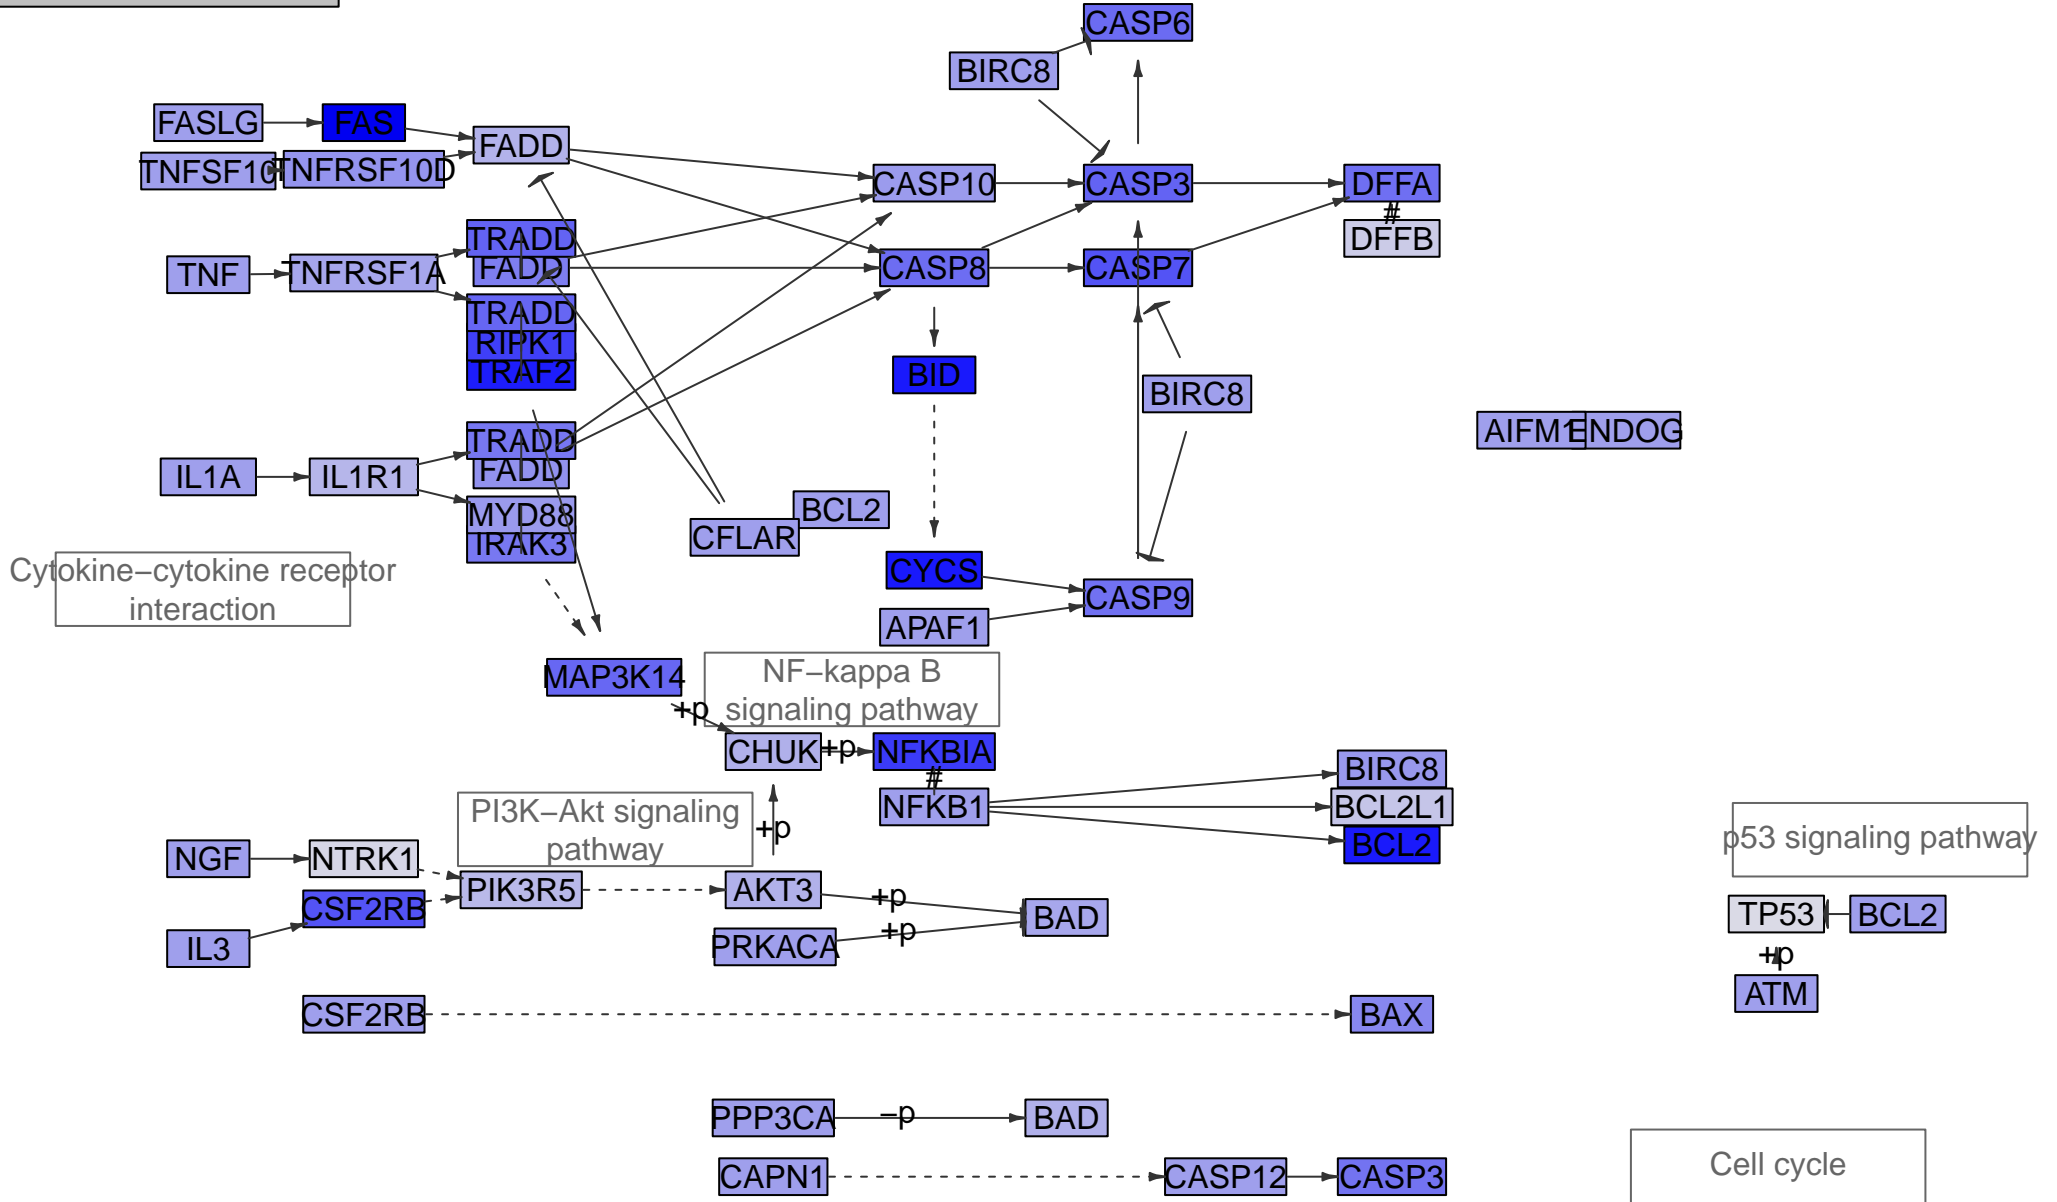 CASP6
BIRC8
FASLG
FAS
FADD
TNFSF10
TNFRSF10D
CASP10
CASP3
DFFA
#
DFFB
TRADD
FADD
TNF
TNFRSF1A
CASP8
CASP7
TRADD
RIPK1
TRAF2
BID
BIRC8
AIFM1
ENDOG
TRADD
FADD
IL1A
IL1R1
MYD88
IRAK3
BCL2
CFLAR
Cytokine−cytokine receptor
interaction
CYCS
CASP9
APAF1
MAP3K14
NF−kappa B
signaling pathway
+p
CHUK
+p
NFKBIA
#
NFKB1
BIRC8
BCL2L1
BCL2
PI3K−Akt signaling
pathway
+p
p53 signaling pathway
NGF
NTRK1
PIK3R5
AKT3
+p
CSF2RB
BAD
TP53
BCL2
IL3
PRKACA
+p
+p
ATM
CSF2RB
BAX
PPP3CA
−p
BAD
CAPN1
CASP12
CASP3
Cell cycle